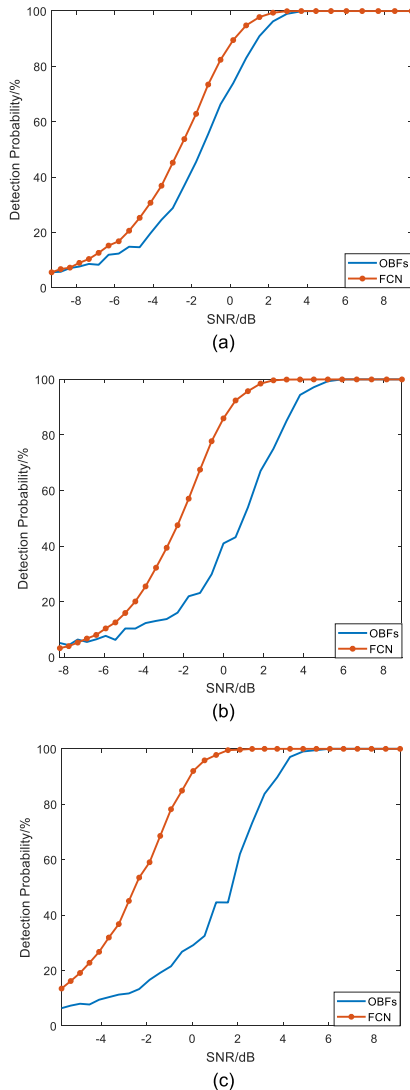 100
80
60
40
20
0
Detection Probability/%
-8 -6 -4 -2 0 2 4 6 8
SNR/dB
OBFs
FCN
(a)
100
80
60
40
20
0
Detection Probability/%
-8 -6 -4 -2 0 2 4 6 8
SNR/dB
OBFs
FCN
(b)
100
80
60
40
20
0
Detection Probability/%
-4 -2 0 2 4 6 8
SNR/dB
OBFs
FCN
(c)